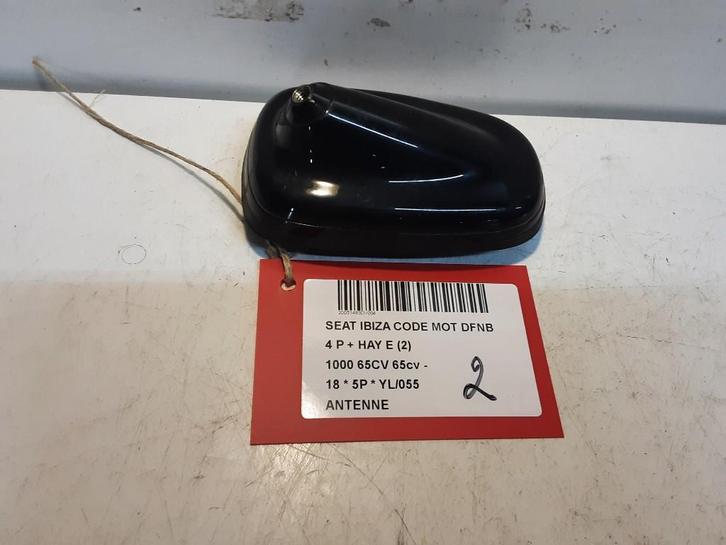 SEAT IBIZA CODE MOT DFNB
4 P + HAY E (2)
1000 65CV 65cv -
18 * 5P * YL/055
ANTENNE
2